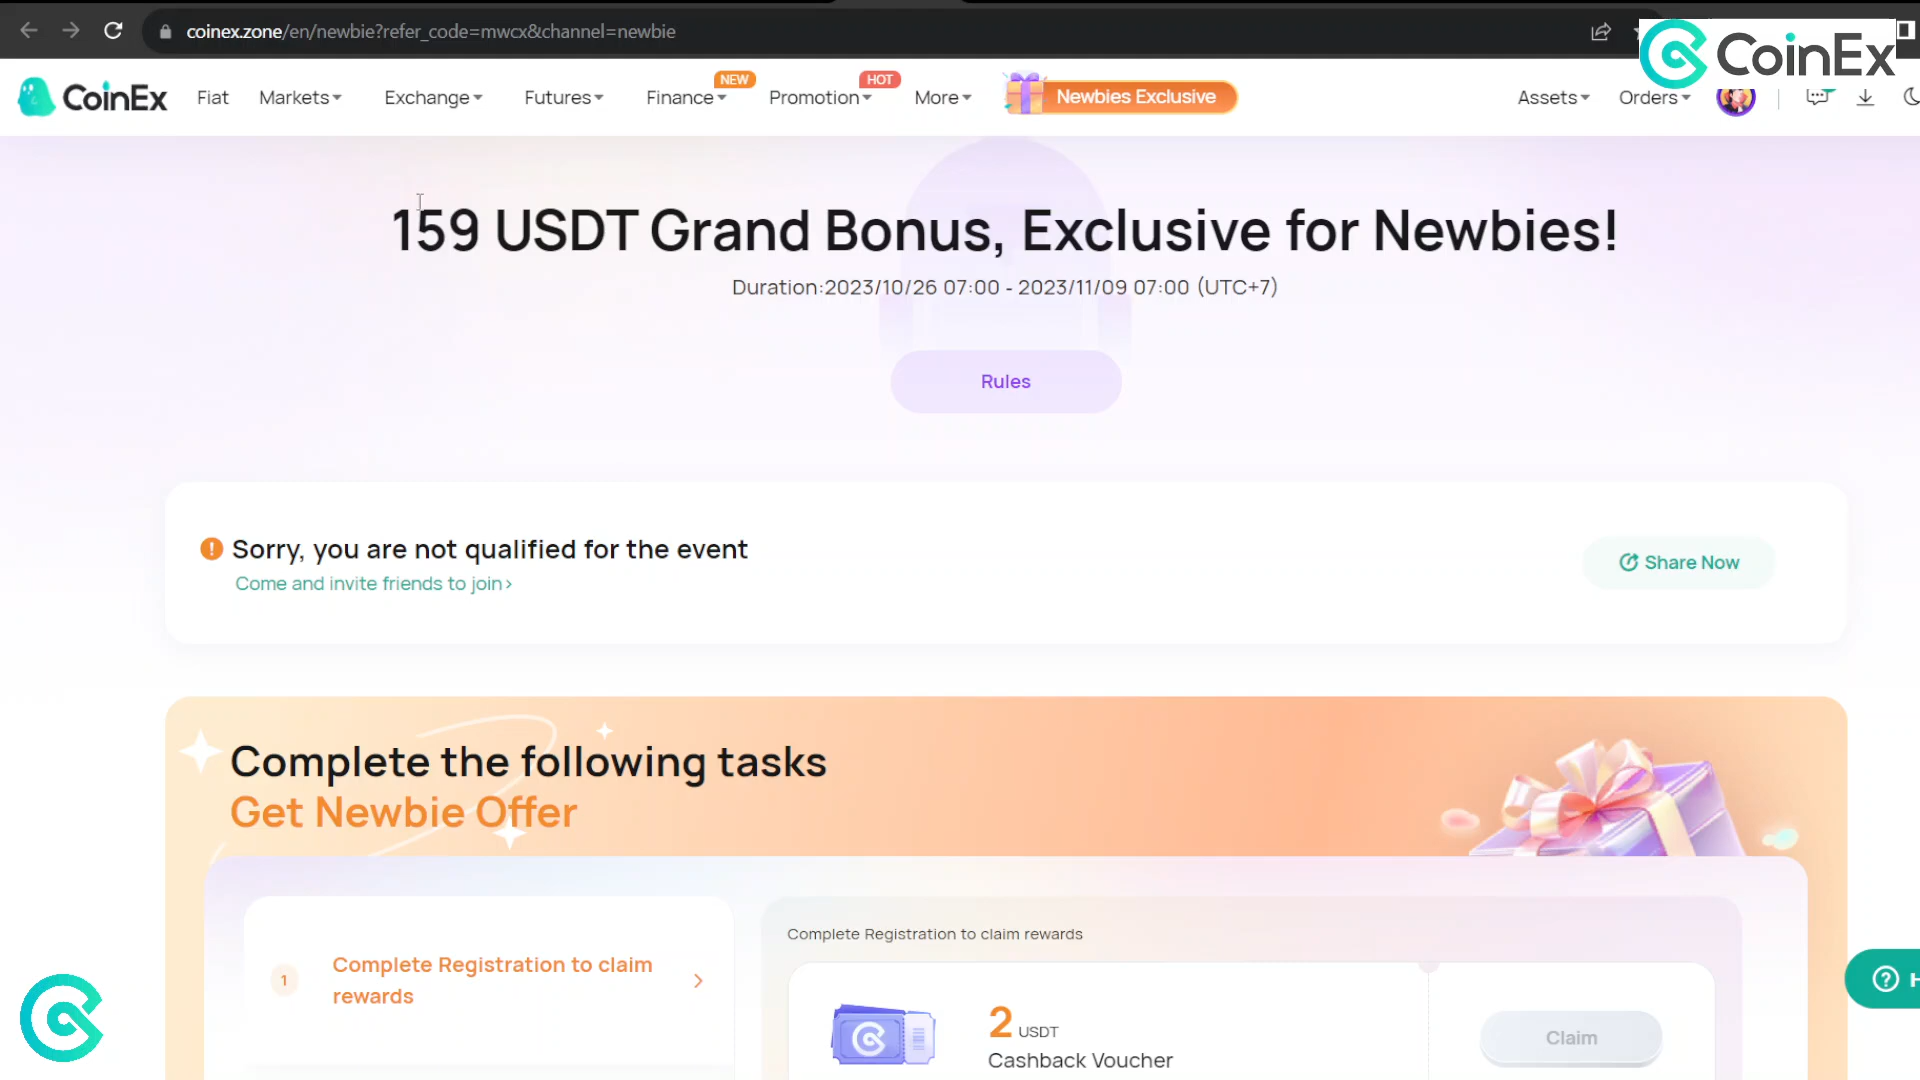 coinex.zone/en/newbie?refer_code=mwcx&channel=newbie
CoinEx
CoinEx
Fiat
Markets
Exchange
Futures
NEW
Finance
HOT
Promotion
More
Newbies Exclusive
Assets
Orders
159 USDT Grand Bonus, Exclusive for Newbies!
Duration:2023/10/26 07:00 - 2023/11/09 07:00 (UTC+7)
Rules
Sorry, you are not qualified for the event
Come and invite friends to join>
Share Now
Complete the following tasks
Get Newbie Offer
1
Complete Registration to claim
rewards
Complete Registration to claim rewards
2 USDT
Cashback Voucher
Claim